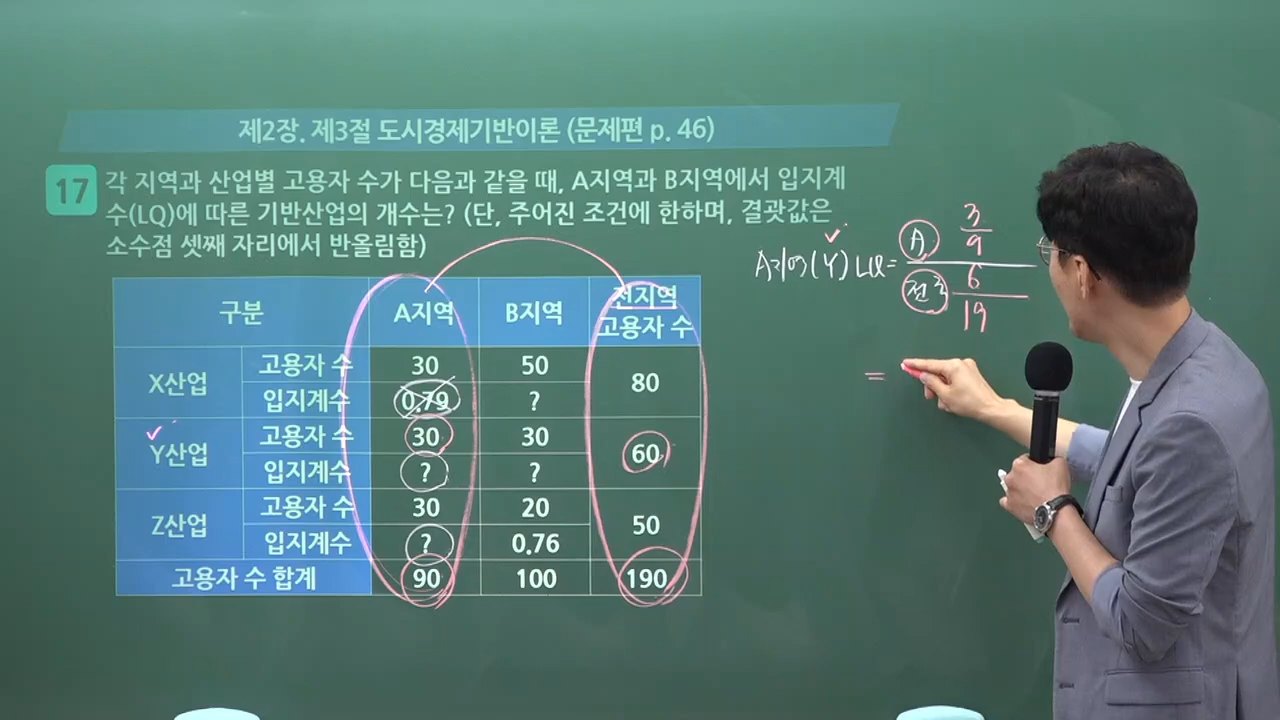 제2장. 제3절 도시경제기반이론 (문제편 p. 46)
17 각 지역과 산업별 고용자 수가 다음과 같을 때, A지역과 B지역에서 입지계
수(LQ)에 따른 기반산업의 개수는? (단, 주어진 조건에 한하며, 결괏값은
소수점 셋째 자리에서 반올림함)
구분 A지역 B지역 전지역
고용자 수
X산업 고용자 수 30 50 80
입지계수 0.79 ?
Y산업 고용자 수 30 30 60
입지계수 ? ?
Z산업 고용자 수 30 20 50
입지계수 ? 0.76
고용자 수 합계 90 100 190
A지역(Y) LQ=
A 3
9
전국 6
19
=